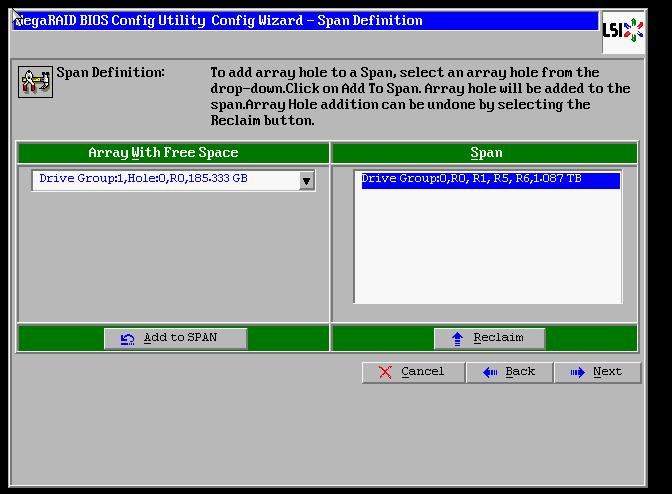 MegaRAID BIOS Config Utility Config Wizard – Span Definition
LSI
Span Definition:
To add array hole to a Span, select an array hole from the
drop-down.Click on Add To Span. Array hole will be added to the
span.Array Hole addition can be undone by selecting the
Reclaim button.
Array With Free Space
Span
Drive Group:1,Hole:0,R0,185.333 GB
Drive Group:0,R0, R1, R5, R6,1.087 TB
Add to SPAN
Reclaim
Cancel
Back
Next